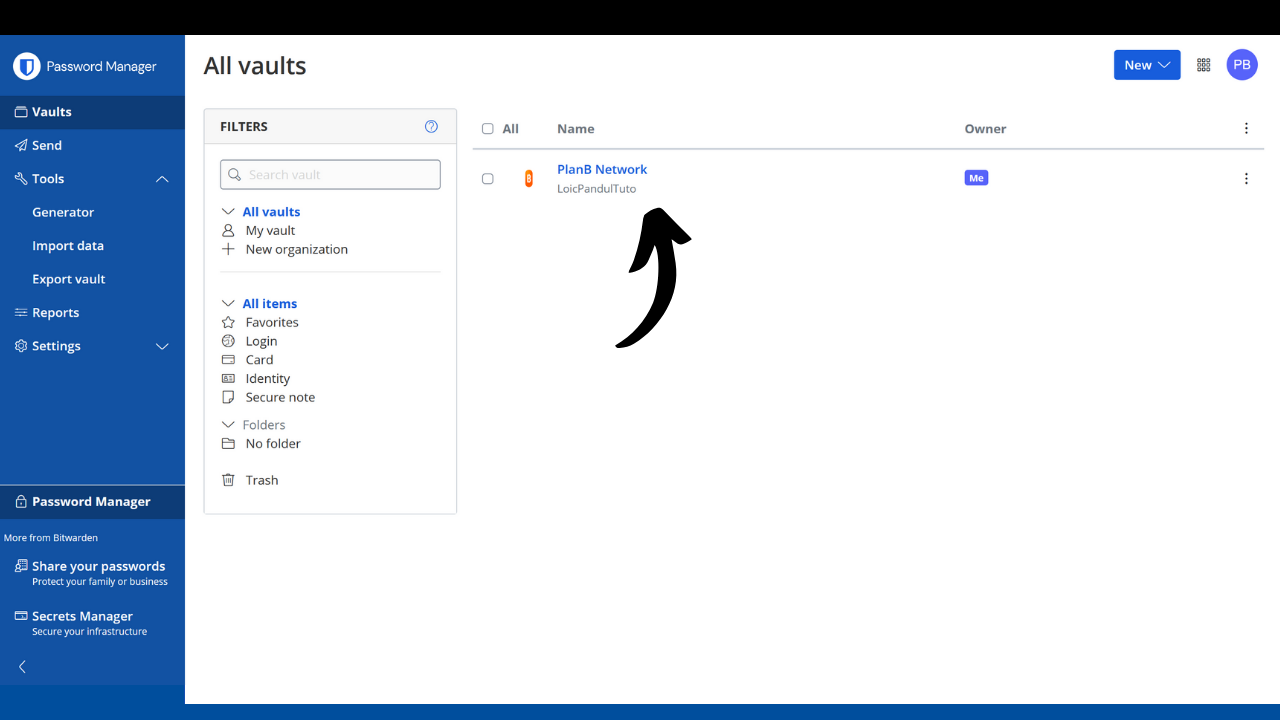 Password Manager
Vaults
Send
Tools
Generator
Import data
Export vault
Reports
Settings
Password Manager
More from Bitwarden
Share your passwords
Protect your family or business
Secrets Manager
Secure your infrastructure
All vaults
New
PB
FILTERS
Search vault
All vaults
My vault
New organization
All items
Favorites
Login
Card
Identity
Secure note
Folders
No folder
Trash
All Name Owner
PlanB Network
LoicPandulTuto
Me